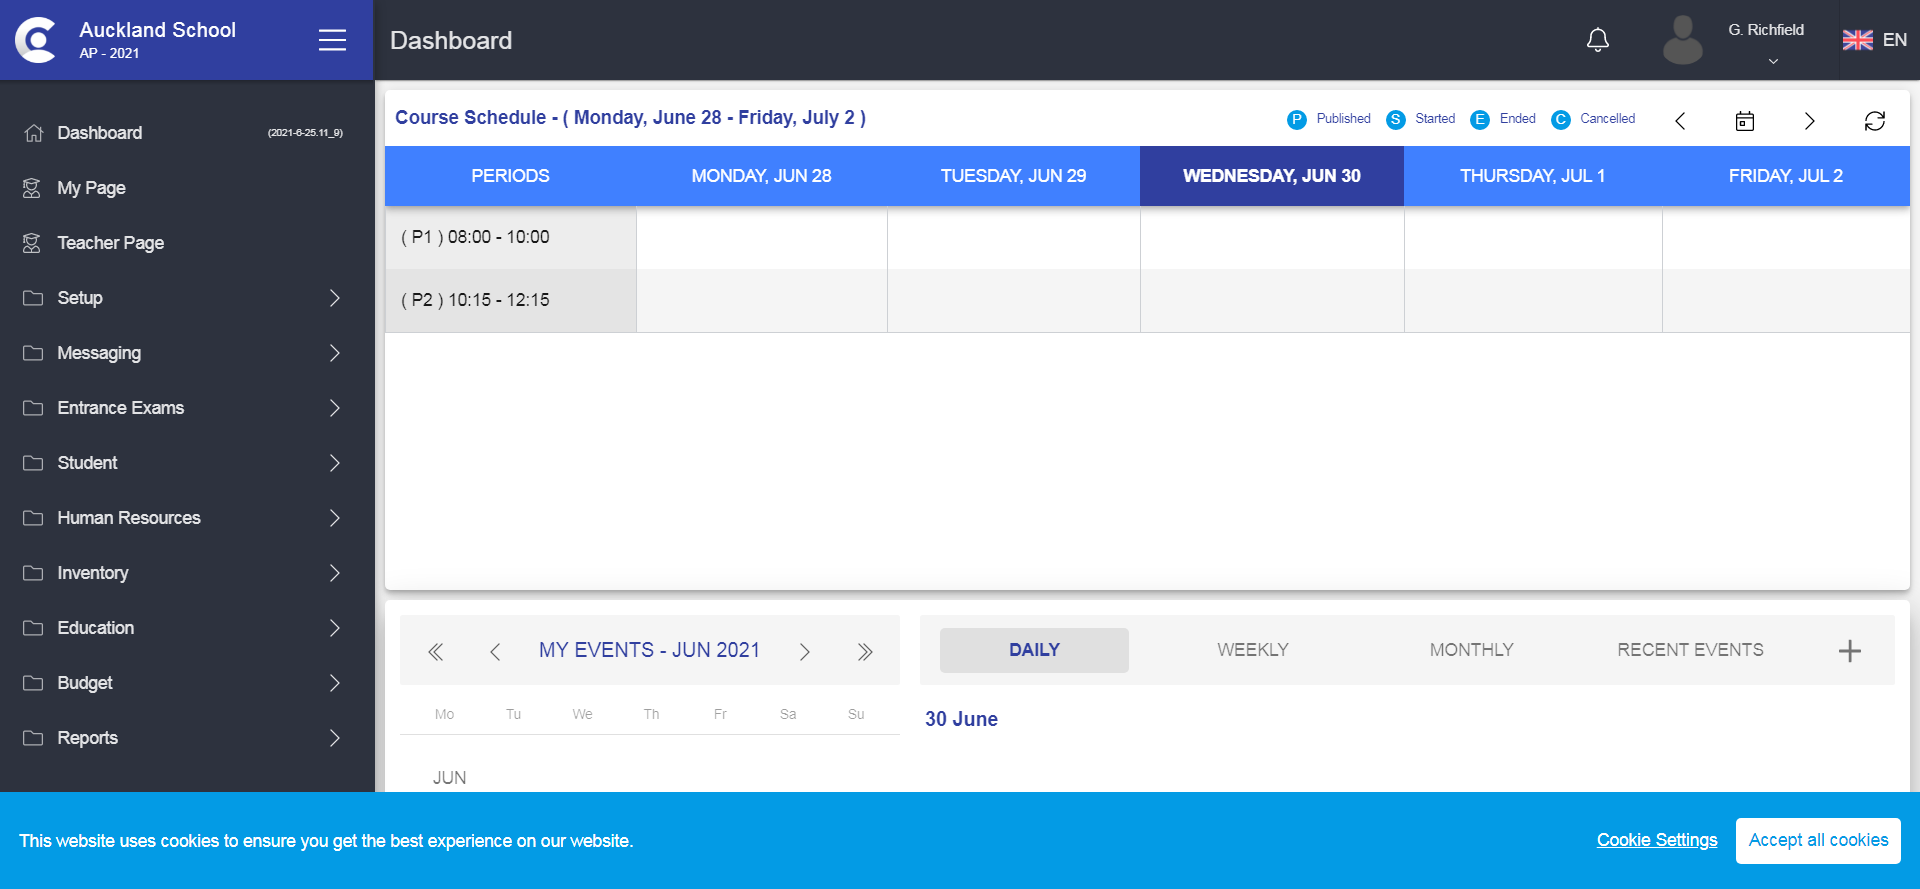 Auckland School
AP - 2021
Dashboard
G. Richfield
EN
Dashboard
(2021-6-25.11_9)
My Page
Teacher Page
Setup
Messaging
Entrance Exams
Student
Human Resources
Inventory
Education
Budget
Reports
Course Schedule - ( Monday, June 28 - Friday, July 2 )
P Published S Started E Ended C Cancelled
PERIODS MONDAY, JUN 28 TUESDAY, JUN 29 WEDNESDAY, JUN 30 THURSDAY, JUL 1 FRIDAY, JUL 2
( P1 ) 08:00 - 10:00
( P2 ) 10:15 - 12:15
MY EVENTS - JUN 2021
Mo Tu We Th Fr Sa Su
JUN
DAILY WEEKLY MONTHLY RECENT EVENTS
30 June
This website uses cookies to ensure you get the best experience on our website.
Cookie Settings
Accept all cookies